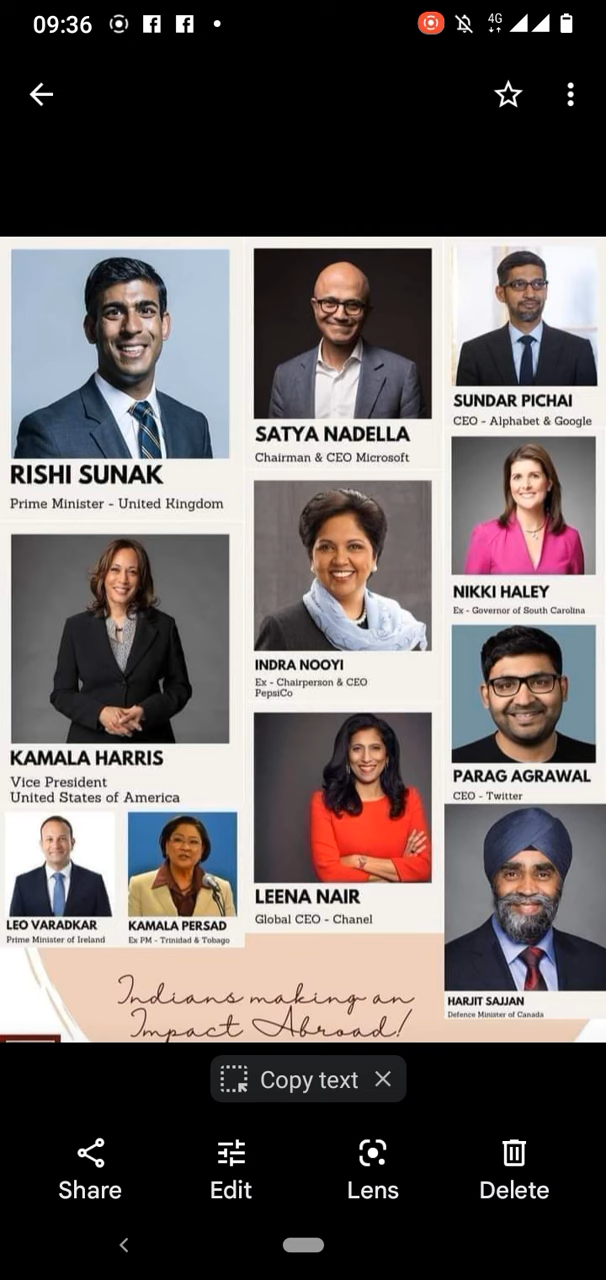 09:36
4G
RISHI SUNAK
Prime Minister - United Kingdom
KAMALA HARRIS
Vice President
United States of America
LEO VARADKAR
Prime Minister of Ireland
KAMALA PERSAD
Ex PM - Trinidad & Tobago
SATYA NADELLA
Chairman & CEO Microsoft
INDRA NOOYI
Ex - Chairperson & CEO
PepsiCo
LEENA NAIR
Global CEO - Chanel
SUNDAR PICHAI
CEO - Alphabet & Google
NIKKI HALEY
Ex - Governor of South Carolina
PARAG AGRAWAL
CEO - Twitter
HARJIT SAJJAN
Defence Minister of Canada
Indians making an
Impact Abroad!
Copy text
Share
Edit
Lens
Delete